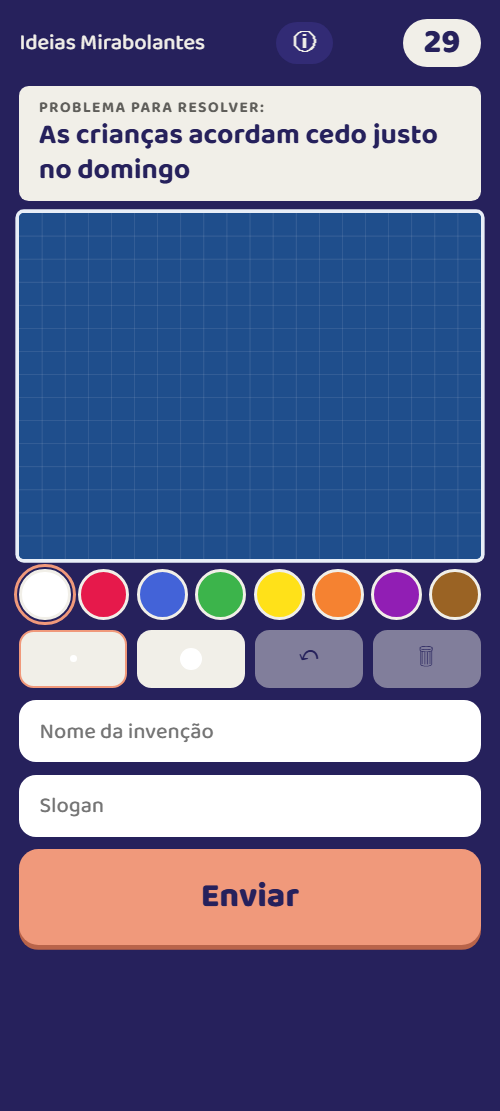 Ideias Mirabolantes
29
PROBLEMA PARA RESOLVER:
As crianças acordam cedo justo
no domingo
Nome da invenção
Slogan
Enviar